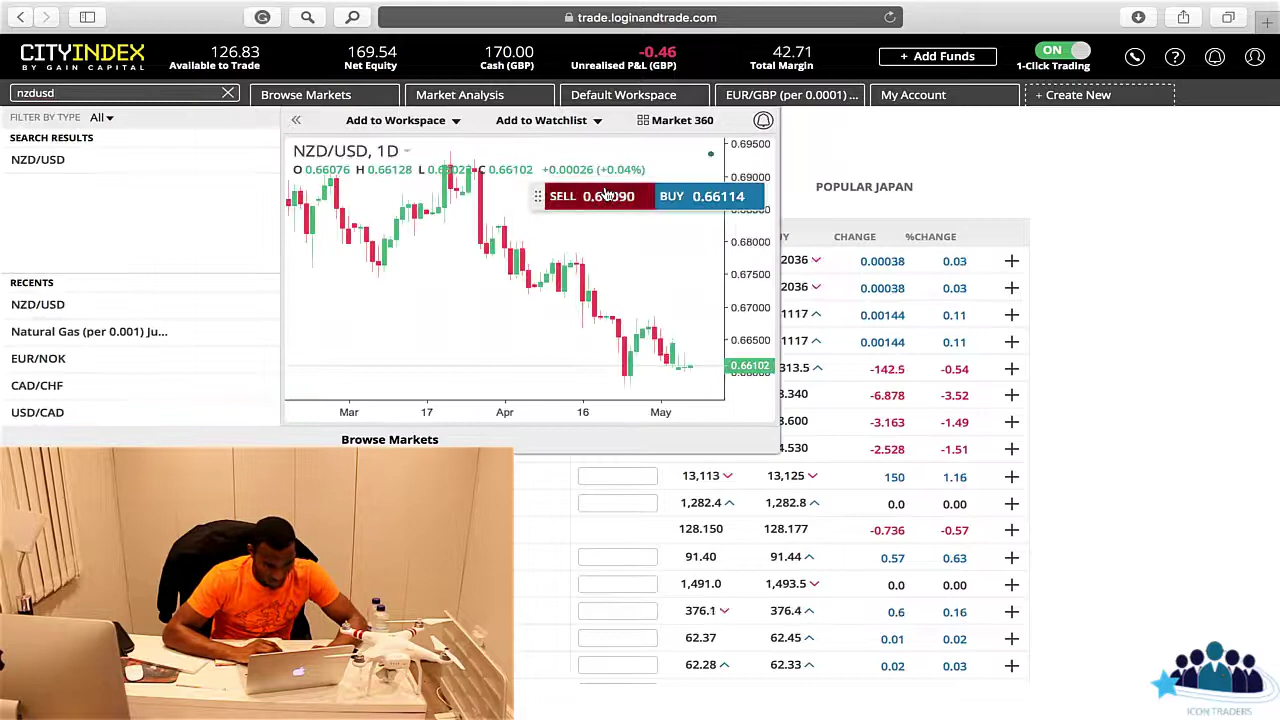 trade.loginandtrade.com
CITYINDEX
BY GAIN CAPITAL
126.83
Available to Trade
169.54
Net Equity
170.00
Cash (GBP)
-0.46
Unrealised P&L (GBP)
42.71
Total Margin
+ Add Funds
ON
1-Click Trading
nzdusd
Browse Markets
Market Analysis
Default Workspace
EUR/GBP (per 0.0001) ...
My Account
+ Create New
FILTER BY TYPE All
SEARCH RESULTS
NZD/USD
RECENTS
NZD/USD
Natural Gas (per 0.001) Ju...
EUR/NOK
CAD/CHF
USD/CAD
Add to Workspace
Add to Watchlist
Market 360
NZD/USD, 1D
O 0.66076 H 0.66128 L C 0.66102 +0.00026 (+0.04%)
SELL
BUY 0.66114
0.69500
0.69000
0.68000
0.67500
0.67000
0.66500
0.66102
Mar 17 Apr 16 May
Browse Markets
POPULAR JAPAN
CHANGE %CHANGE
2036 0.00038 0.03
2036 0.00038 0.03
1117 0.00144 0.11
1117 0.00144 0.11
313.5 -142.5 -0.54
.340 -6.878 -3.52
.600 -3.163 -1.49
.530 -2.528 -1.51
13,113 13,125 150 1.16
1,282.4 1,282.8 0.0 0.00
128.150 128.177 -0.736 -0.57
91.40 91.44 0.57 0.63
1,491.0 1,493.5 0.0 0.00
376.1 376.4 0.6 0.16
62.37 62.45 0.01 0.02
62.28 62.33 0.02 0.03
ICON TRADERS